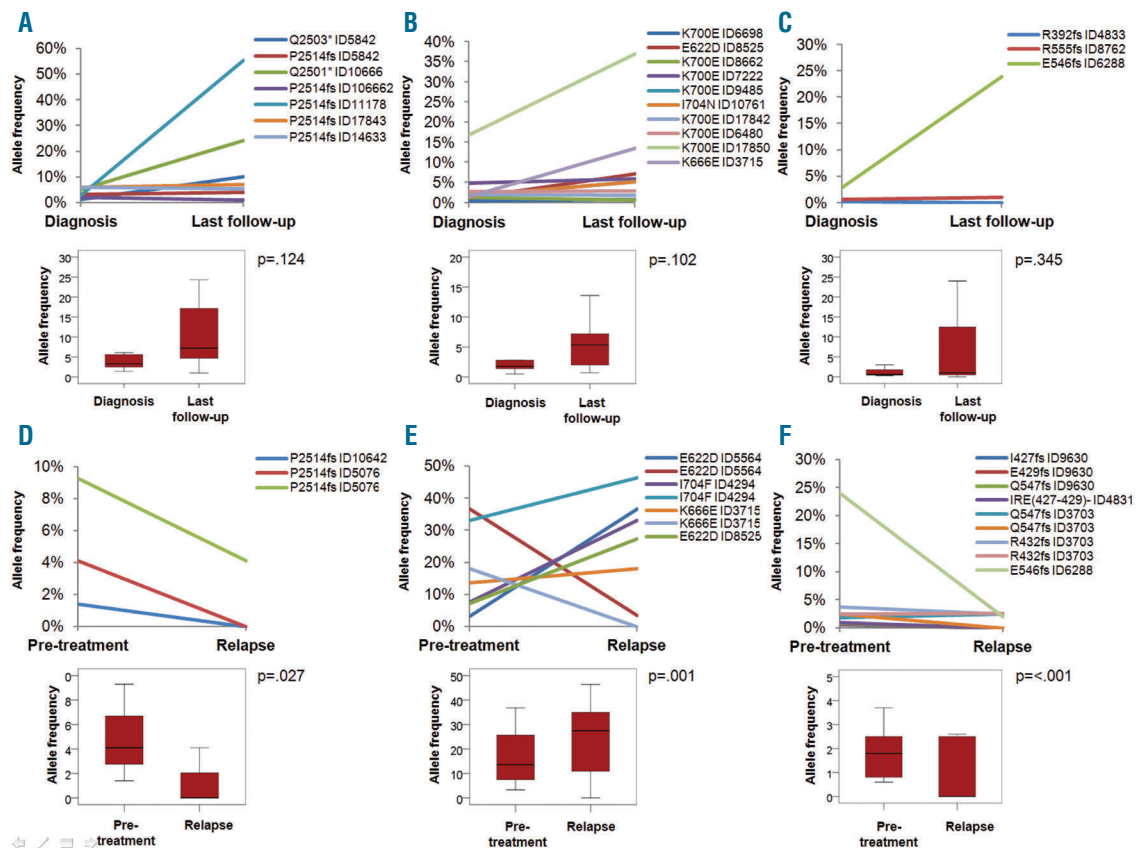 A
60%
50%
40%
30%
20%
10%
0%
Allele frequency
Diagnosis
Last follow-up
Q2503* ID5842
P2514fs ID5842
Q2501* ID10666
P2514fs ID106662
P2514fs ID11178
P2514fs ID17843
P2514fs ID14633
30
25
20
15
10
5
0
Allele frequency
Diagnosis
Last
follow-up
p=.124
B
40%
35%
30%
25%
20%
15%
10%
5%
0%
Allele frequency
Diagnosis
Last follow-up
K700E ID6698
E622D ID8525
K700E ID8662
K700E ID7222
K700E ID9485
I704N ID10761
K700E ID17842
K700E ID6480
K700E ID17850
K666E ID3715
20
15
10
5
0
Allele frequency
Diagnosis
Last
follow-up
p=.102
C
30%
25%
20%
15%
10%
5%
0%
Allele frequency
Diagnosis
Last follow-up
R392fs ID4833
R555fs ID8762
E546fs ID6288
30
25
20
15
10
5
0
Allele frequency
Diagnosis
Last
follow-up
p=.345
D
10%
8%
6%
4%
2%
0%
Allele frequency
Pre-treatment
Relapse
P2514fs ID10642
P2514fs ID5076
P2514fs ID5076
0
8
6
4
2
0
Allele frequency
Pre-
treatment
Relapse
p=.027
E
50%
40%
30%
20%
10%
0%
Allele frequency
Pre-treatment
Relapse
E622D ID5564
E622D ID5564
I704F ID4294
I704F ID4294
K666E ID3715
K666E ID3715
E622D ID8525
50
40
30
20
10
0
Allele frequency
Pre-
treatment
Relapse
p=.001
F
30%
25%
20%
15%
10%
5%
0%
Allele frequency
Pre-treatment
Relapse
I427fs ID9630
E429fs ID9630
Q547fs ID9630
IRE(427-429)- ID4831
Q547fs ID3703
Q547fs ID3703
R432fs ID3703
R432fs ID3703
E546fs ID6288
5
4
3
2
1
0
Allele frequency
Pre-
treatment
Relapse
p=<.001